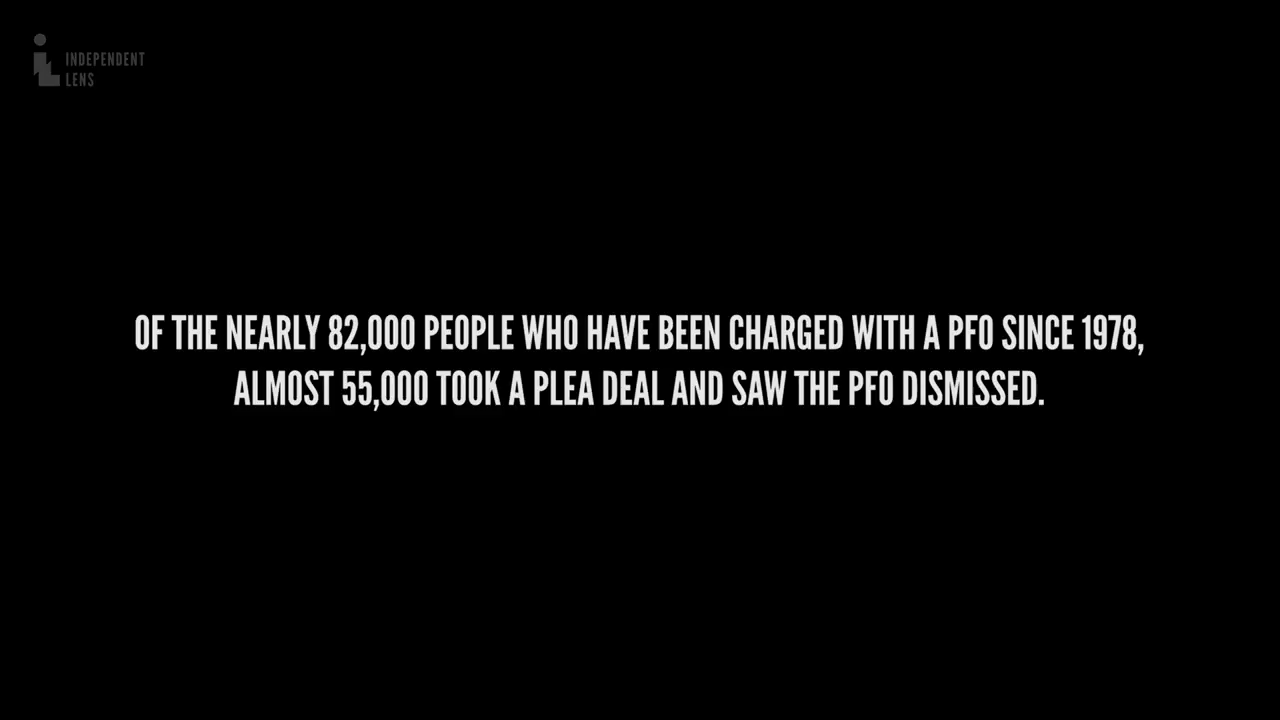 INDEPENDENT
LENS
OF THE NEARLY 82,000 PEOPLE WHO HAVE BEEN CHARGED WITH A PFO SINCE 1978,
ALMOST 55,000 TOOK A PLEA DEAL AND SAW THE PFO DISMISSED.